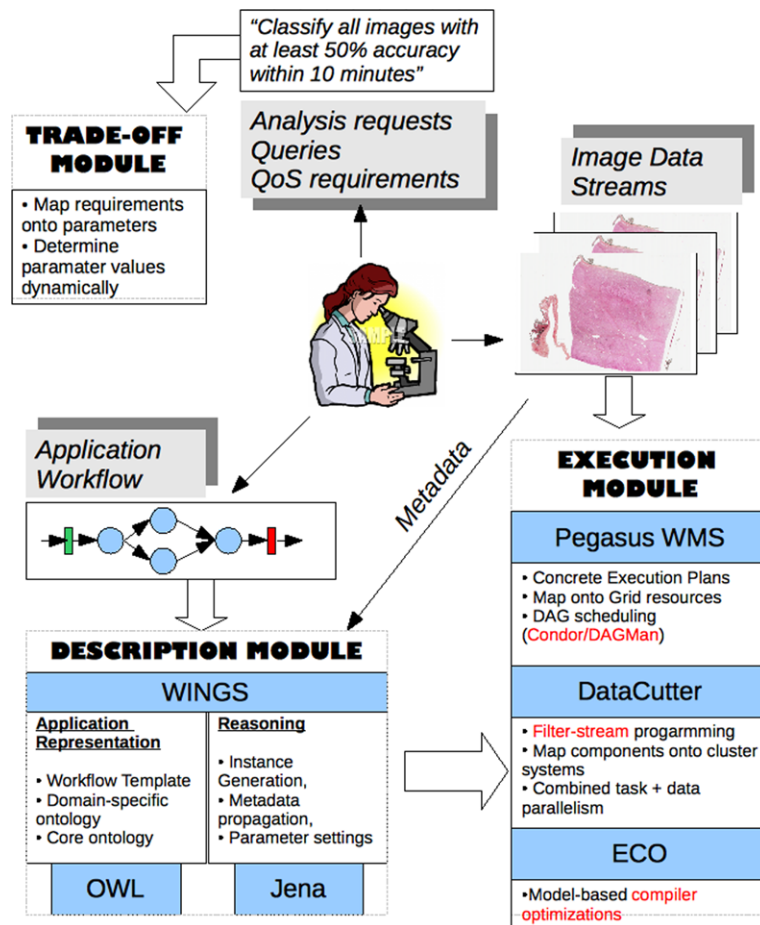 “Classify all images with
at least 50% accuracy
within 10 minutes”
TRADE-OFF
MODULE
• Map requirements
onto parameters
• Determine
paramater values
dynamically
Analysis requests
Queries
QoS requirements
Image Data
Streams
Application
Workflow
Metadata
DESCRIPTION MODULE
WINGS
Application
Representation
• Workflow Template
• Domain-specific
ontology
• Core ontology
Reasoning
• Instance
Generation,
• Metadata
propagation,
• Parameter settings
OWL
Jena
EXECUTION
MODULE
Pegasus WMS
• Concrete Execution Plans
• Map onto Grid resources
• DAG scheduling
(Condor/DAGMan)
DataCutter
• Filter-stream progarmming
• Map components onto cluster
systems
• Combined task + data
parallelism
ECO
•Model-based compiler
optimizations